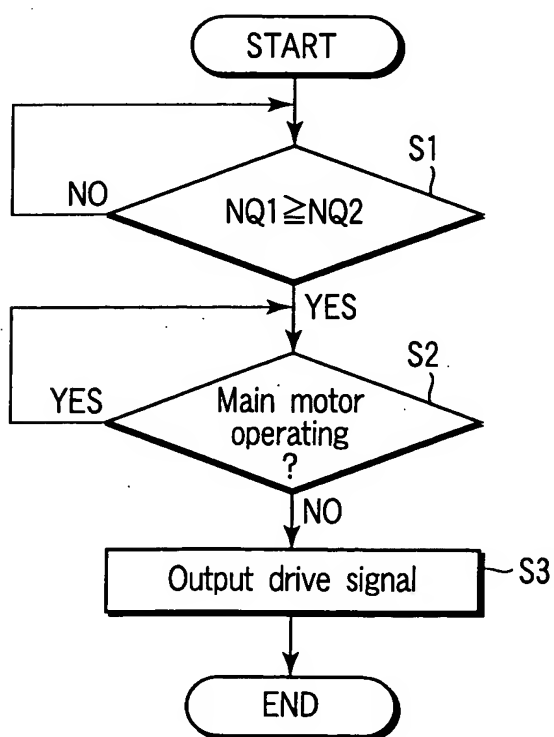 START
S1
NO
NQ1≧NQ2
YES
S2
YES
Main motor
operating
?
NO
Output drive signal
S3
END